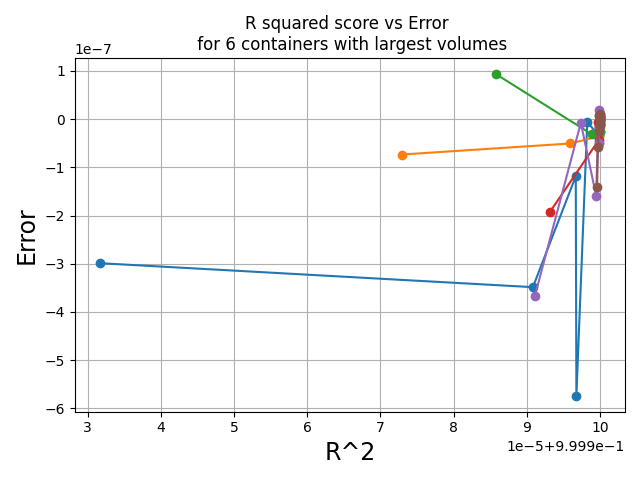 R squared score vs Error
for 6 containers with largest volumes
1e−7
1
0
−1
−2
−3
−4
−5
−6
Error
3 4 5 6 7 8 9 10
1e−5+9.999e−1
R^2